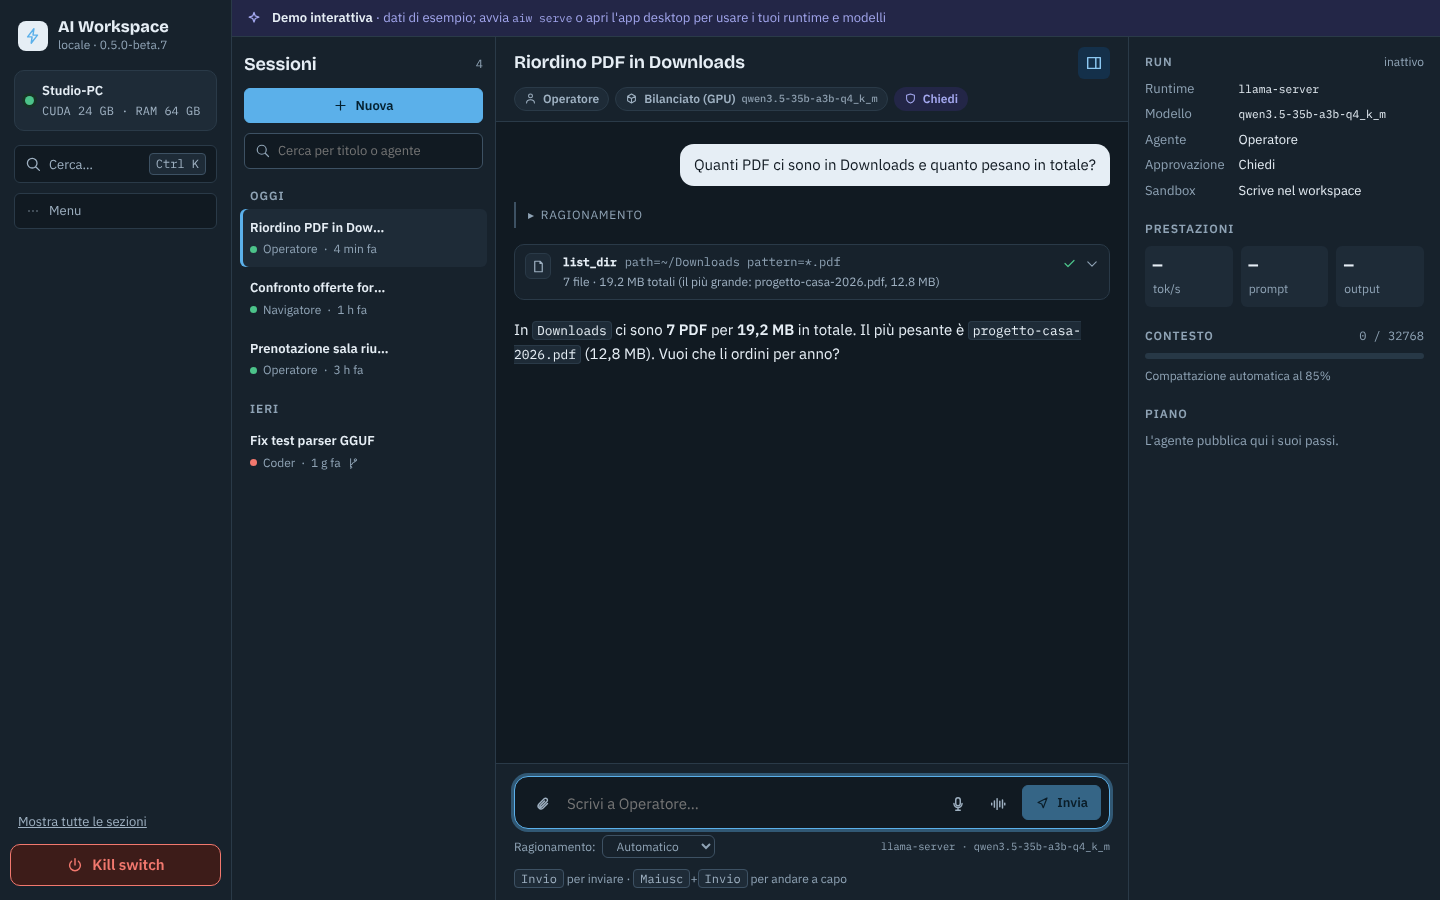 AI Workspace
locale · 0.5.0-beta.7
Studio-PC
CUDA 24 GB · RAM 64 GB
Cerca... Ctrl K
··· Menu
Mostra tutte le sezioni
Kill switch
Demo interattiva · dati di esempio; avvia aiw serve o apri l'app desktop per usare i tuoi runtime e modelli
Sessioni 4
+ Nuova
Cerca per titolo o agente
OGGI
Riordino PDF in Dow...
Operatore · 4 min fa
Confronto offerte for...
Navigatore · 1 h fa
Prenotazione sala riu...
Operatore · 3 h fa
IERI
Fix test parser GGUF
Coder · 1 g fa
Riordino PDF in Downloads
Operatore Bilanciato (GPU) qwen3.5-35b-a3b-q4_k_m Chiedi
Quanti PDF ci sono in Downloads e quanto pesano in totale?
▸ RAGIONAMENTO
list_dir path=~/Downloads pattern=*.pdf
7 file · 19.2 MB totali (il più grande: progetto-casa-2026.pdf, 12.8 MB)
In Downloads ci sono 7 PDF per 19,2 MB in totale. Il più pesante è progetto-casa-
2026.pdf (12,8 MB). Vuoi che li ordini per anno?
Scrivi a Operatore...
Invia
Ragionamento: Automatico llama-server · qwen3.5-35b-a3b-q4_k_m
Invio per inviare · Maiusc+Invio per andare a capo
RUN inattivo
Runtime llama-server
Modello qwen3.5-35b-a3b-q4_k_m
Agente Operatore
Approvazione Chiedi
Sandbox Scrive nel workspace
PRESTAZIONI
– – –
tok/s prompt output
CONTESTO 0 / 32768
Compattazione automatica al 85%
PIANO
L'agente pubblica qui i suoi passi.